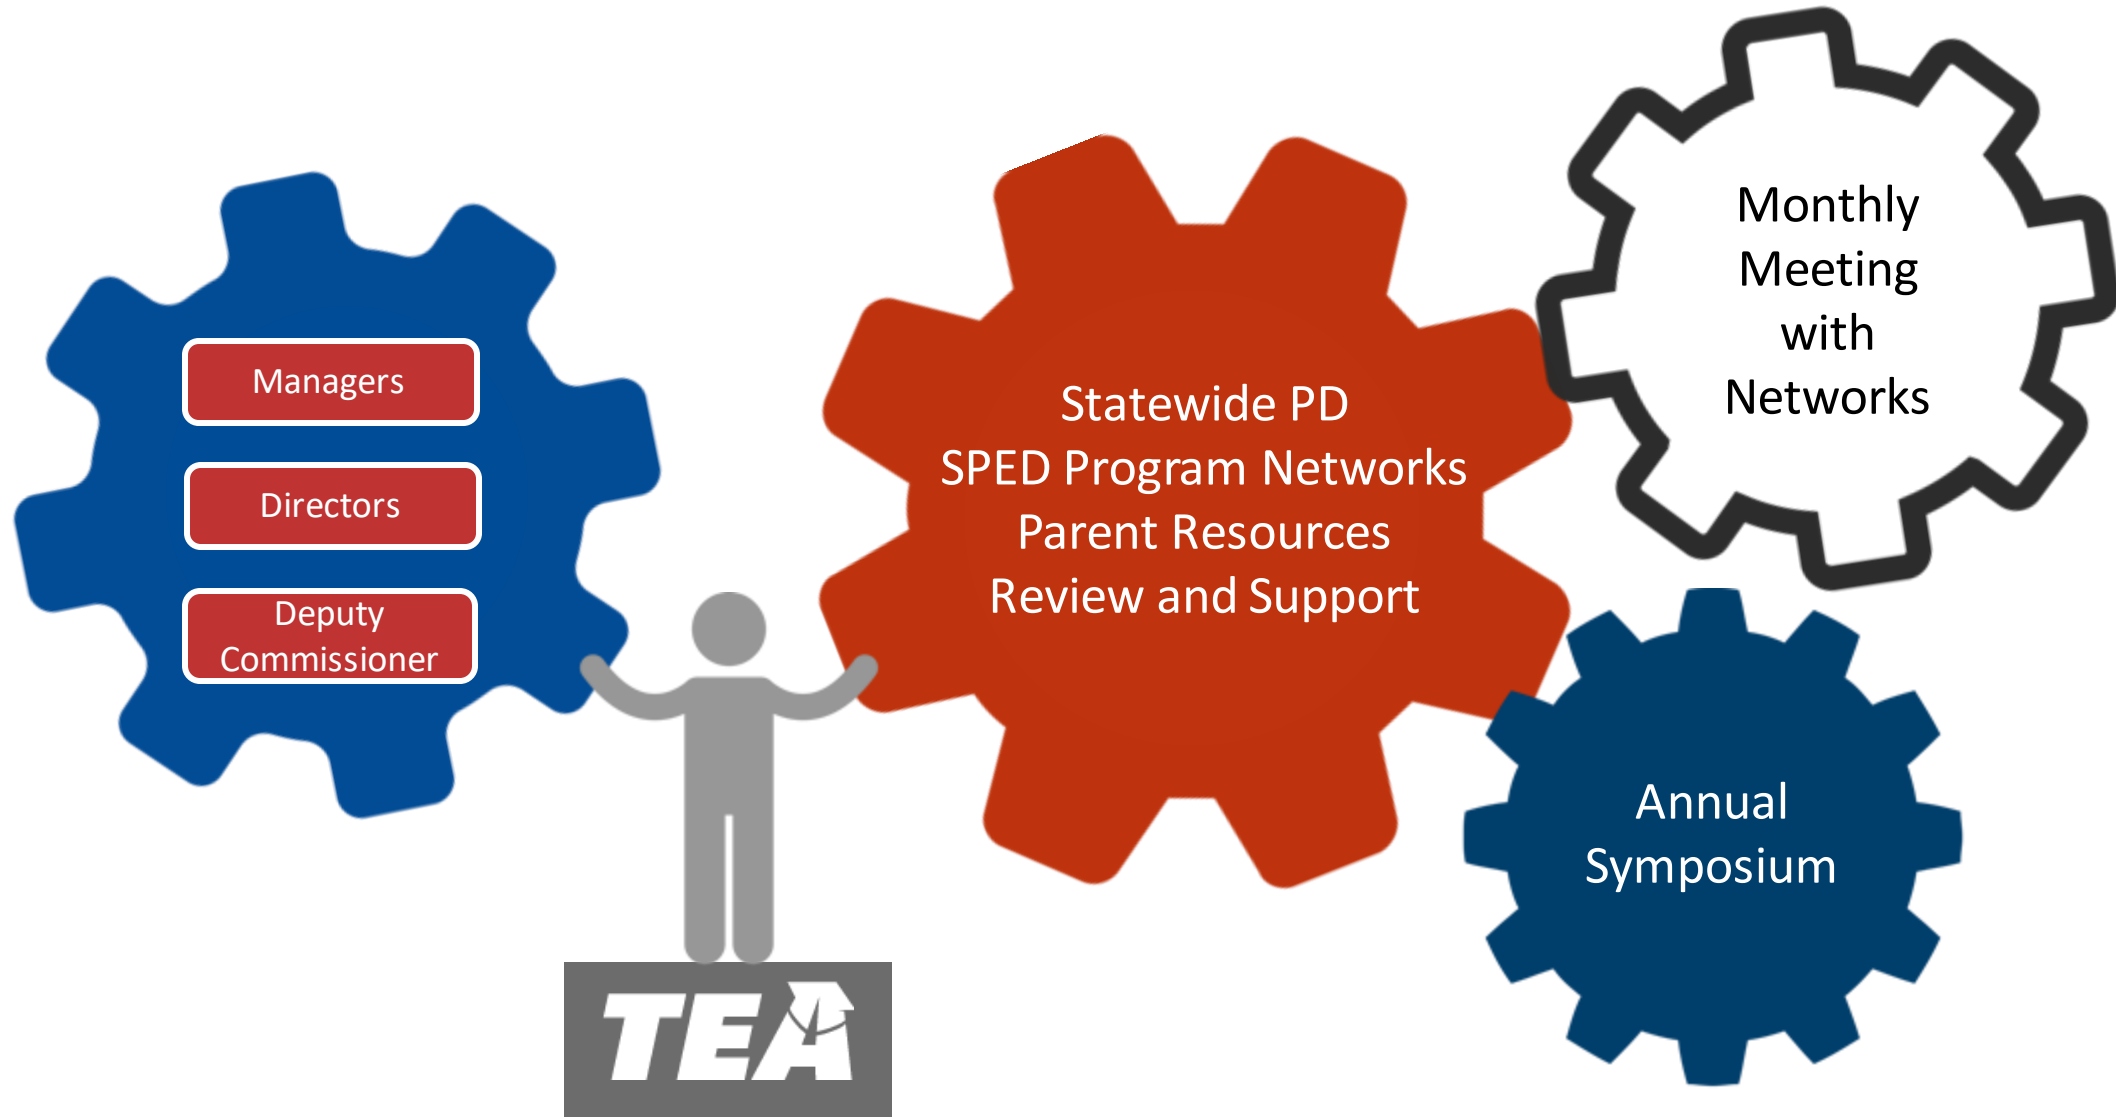 Managers
Directors
Deputy
Commissioner
Statewide PD
SPED Program Networks
Parent Resources
Review and Support
Monthly
Meeting
with
Networks
Annual
Symposium
TEA